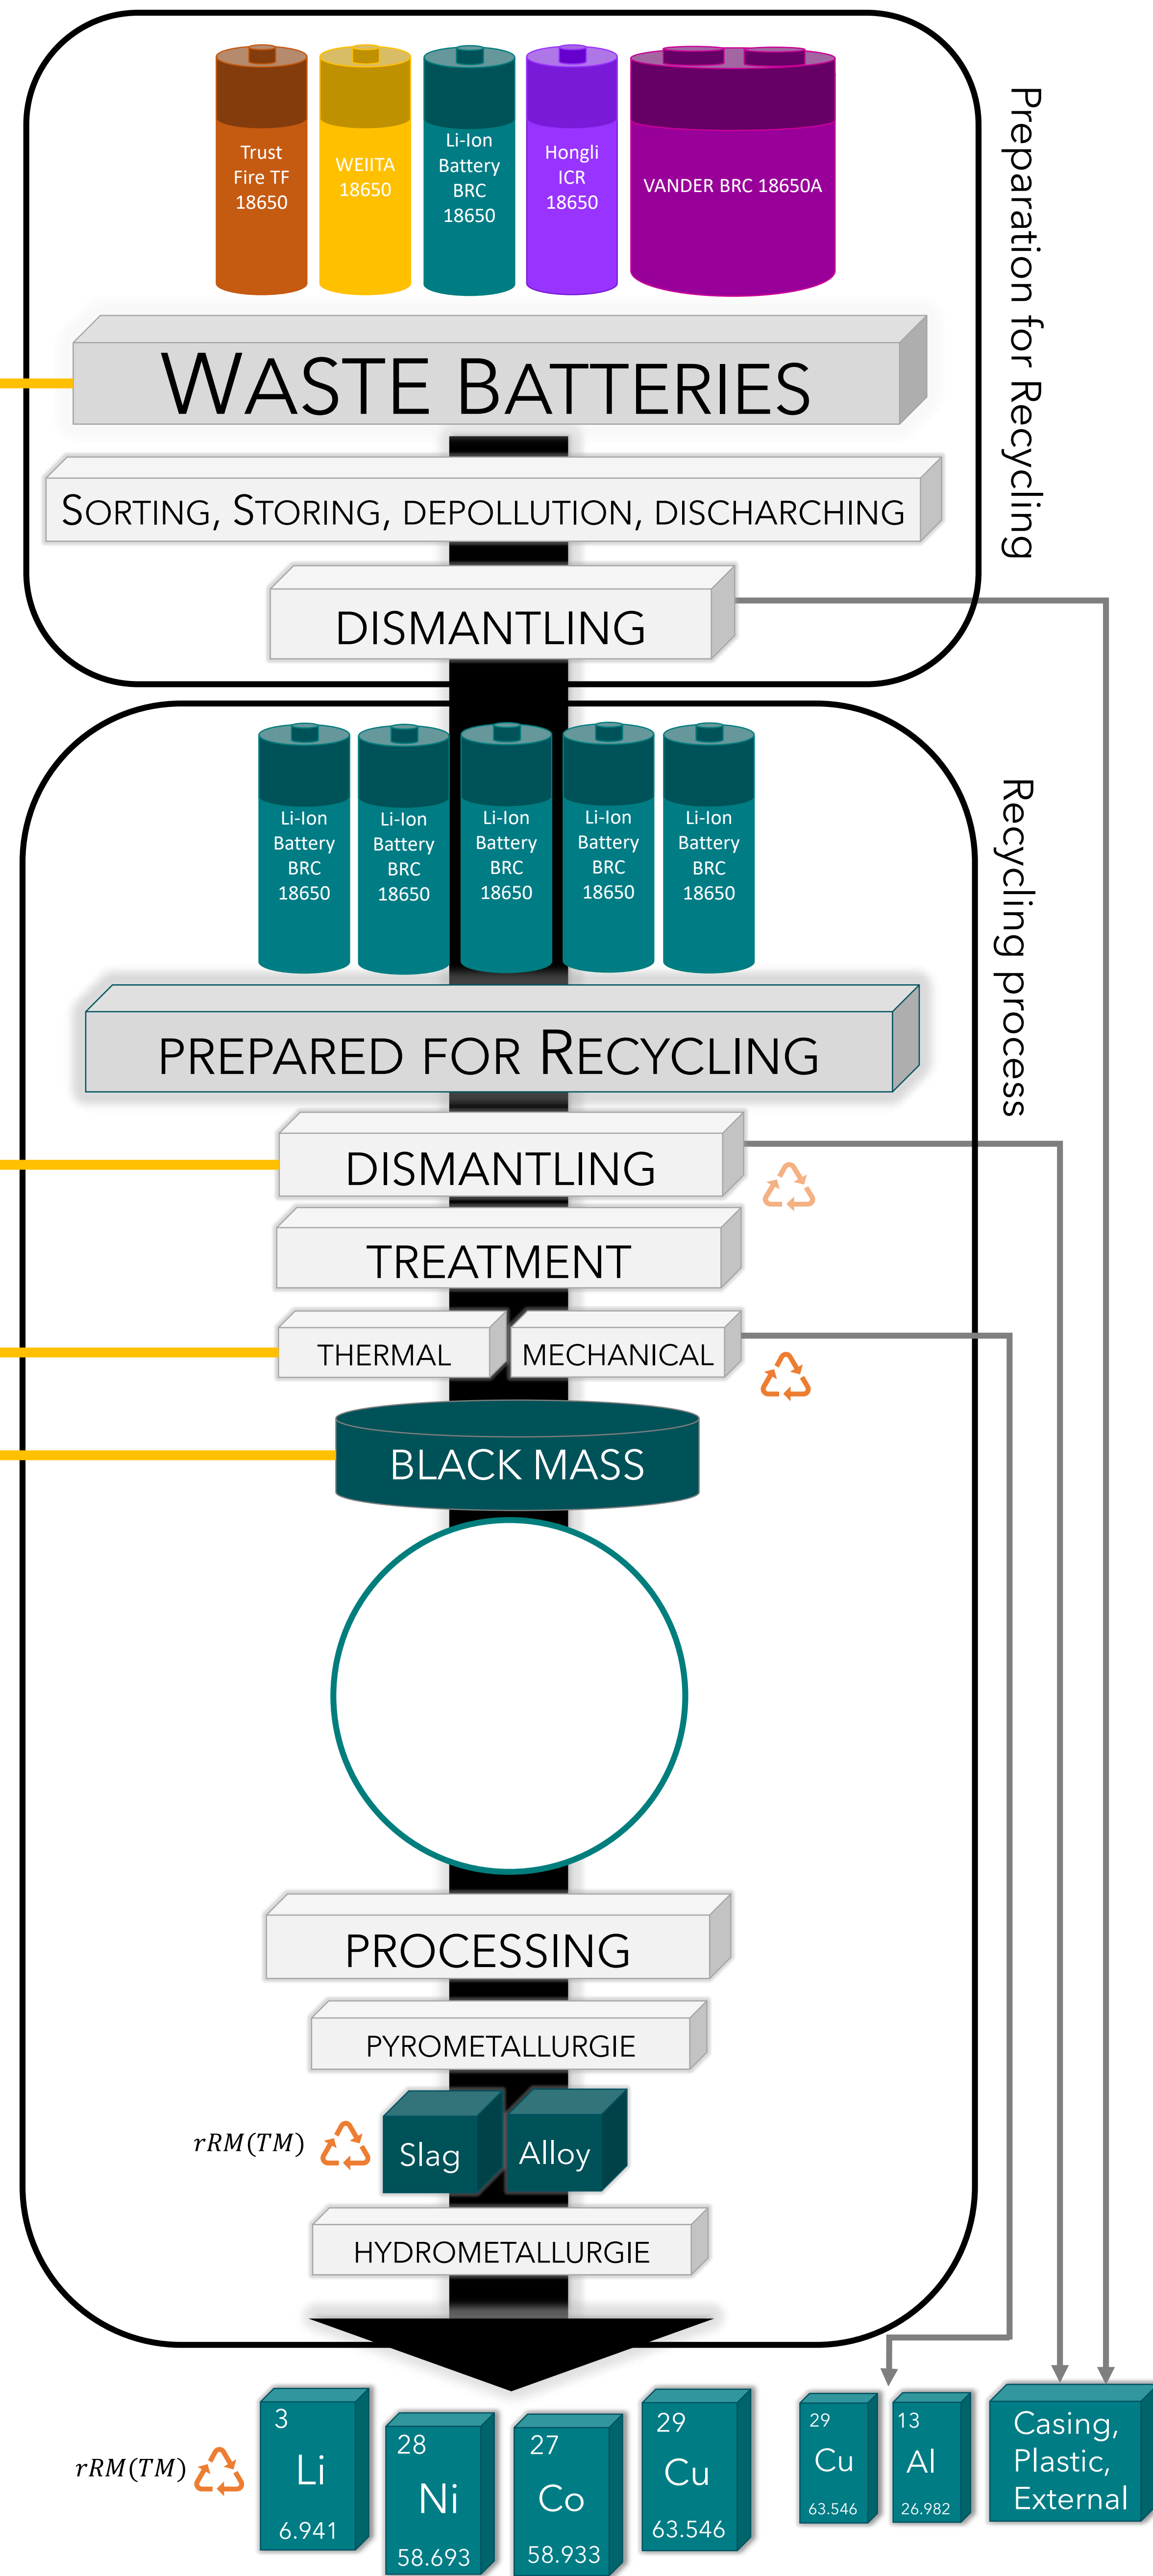 Preparation for Recycling
Trust
Fire TF
18650
WEIITA
18650
Li-Ion
Battery
BRC
18650
Hongli
ICR
18650
VANDER BRC 18650A
WASTE BATTERIES
SORTING, STORING, DEPOLLUTION, DISCHARCHING
DISMANTLING
Recycling process
Li-Ion
Battery
BRC
18650
Li-Ion
Battery
BRC
18650
Li-Ion
Battery
BRC
18650
Li-Ion
Battery
BRC
18650
Li-Ion
Battery
BRC
18650
PREPARED FOR RECYCLING
DISMANTLING
TREATMENT
THERMAL
MECHANICAL
BLACK MASS
PROCESSING
PYROMETALLURGIE
rRM(TM)
Slag
Alloy
HYDROMETALLURGIE
rRM(TM)
3
Li
6.941
28
Ni
58.693
27
Co
58.933
29
Cu
63.546
29
Cu
63.546
13
Al
26.982
Casing,
Plastic,
External